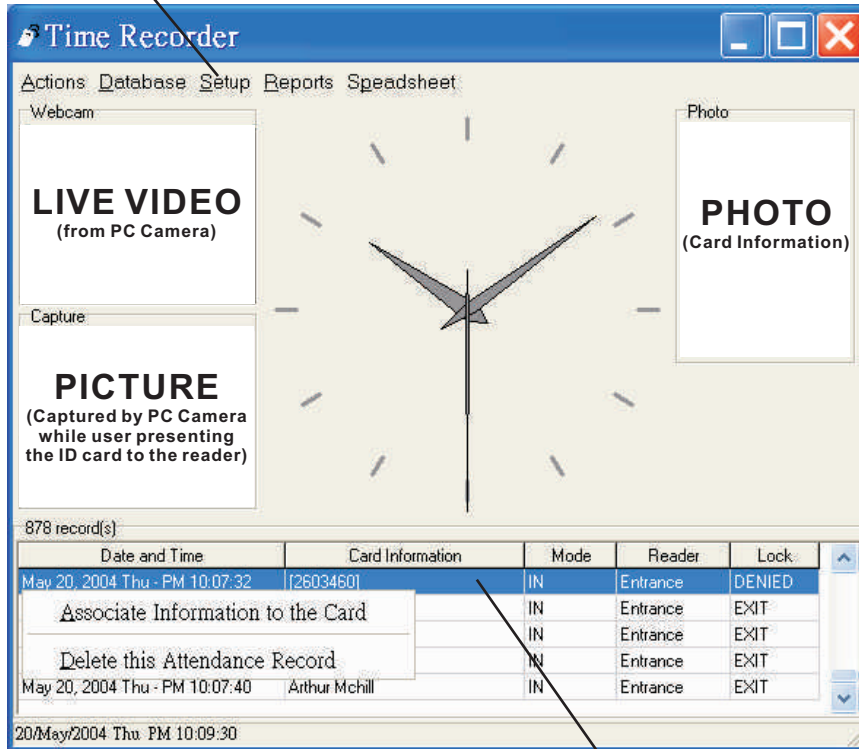 Time Recorder
Actions Database Setup Reports Speadsheet
Webcam
LIVE VIDEO
(from PC Camera)
Photo
PHOTO
(Card Information)
Capture
PICTURE
(Captured by PC Camera
while user presenting
the ID card to the reader)
878 record(s)
Date and Time Card Information Mode Reader Lock
May 20, 2004 Thu - PM 10:07:32 [2603460] IN Entrance DENIED
Associate Information to the Card
IN Entrance EXIT
IN Entrance EXIT
Delete this Attendance Record
IN Entrance EXIT
May 20, 2004 Thu - PM 10:07:40 Arthur Mchill IN Entrance EXIT
20/May/2004 Thu PM 10:09:30